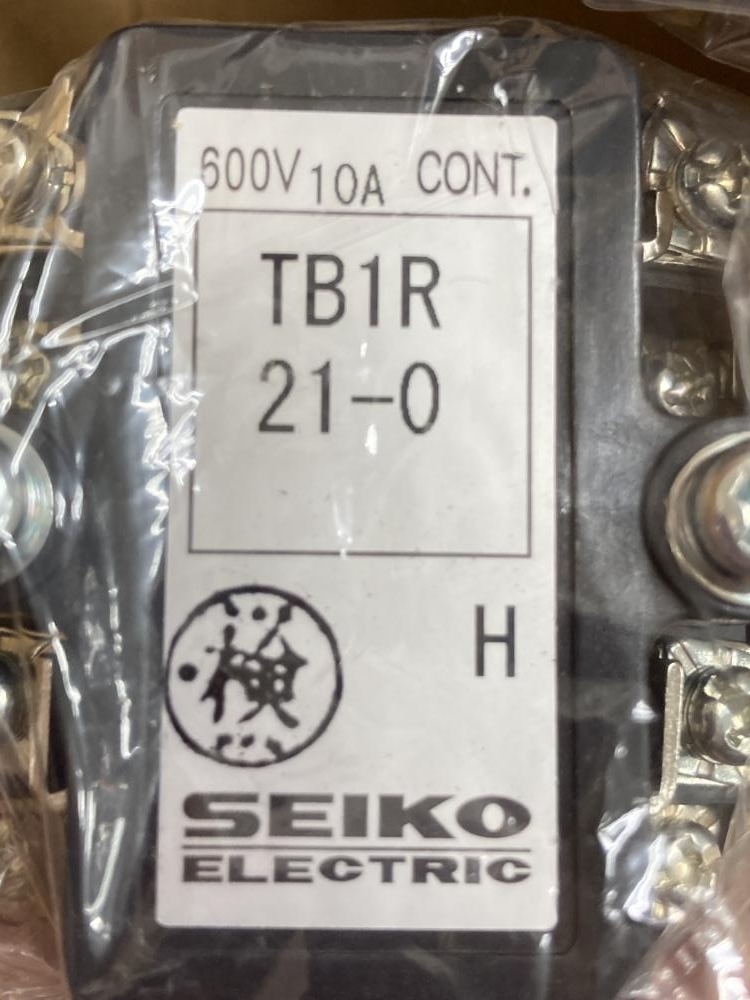 600V 10A CONT.
TB1R
21-0
H
検
SEIKO
ELECTRIC